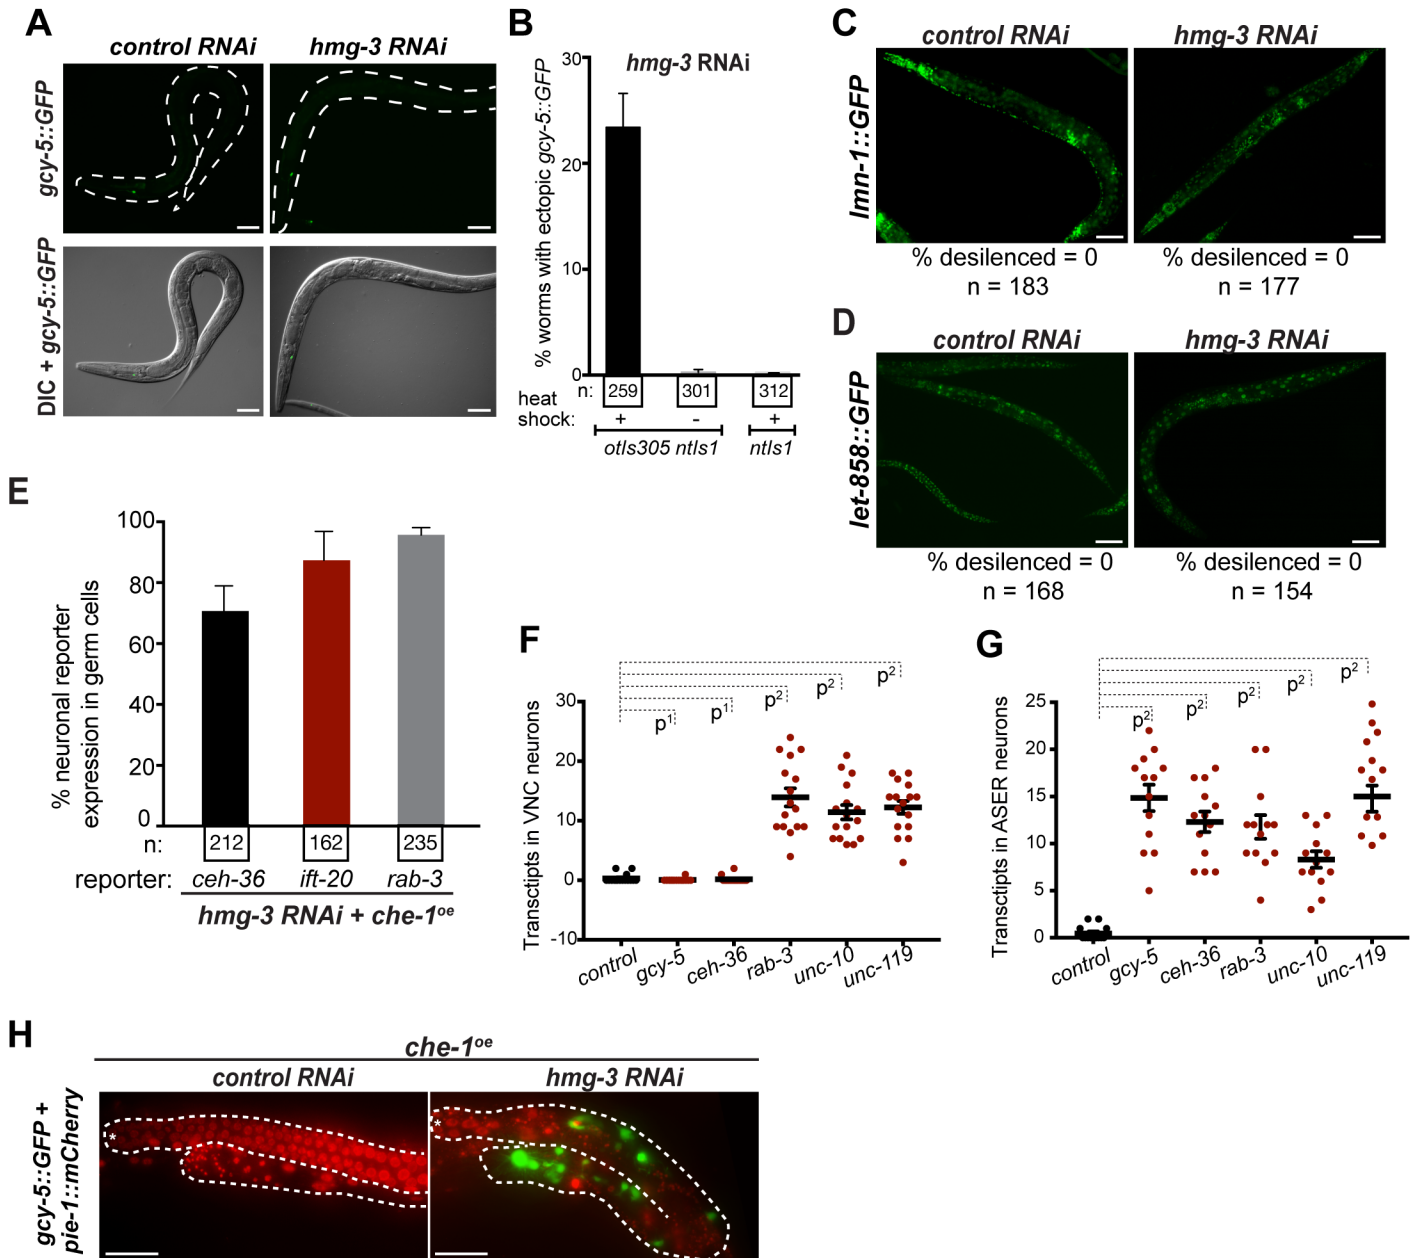 A
control RNAi
hmg-3 RNAi
gcy-5::GFP
DIC + gcy-5::GFP
B
hmg-3 RNAi
% worms with ectopic gcy-5::GFP
30
20
10
0
n: 259 301 312
heat shock: + - +
otIs305 ntIs1 ntIs1
C
control RNAi
hmg-3 RNAi
lmn-1::GFP
% desilenced = 0
n = 183
% desilenced = 0
n = 177
D
control RNAi
hmg-3 RNAi
let-858::GFP
% desilenced = 0
n = 168
% desilenced = 0
n = 154
E
% neuronal reporter
expression in germ cells
100
80
60
40
20
0
n: 212 162 235
reporter: ceh-36 ift-20 rab-3
hmg-3 RNAi + che-1oe
F
Transctipts in VNC neurons
30
20
10
0
-10
p1 p1 p2 p2 p2
control gcy-5 ceh-36 rab-3 unc-10 unc-119
G
Transcripts in ASER neurons
25
20
15
10
5
0
p2 p2 p2 p2 p2
control gcy-5 ceh-36 rab-3 unc-10 unc-119
H
che-1oe
control RNAi
hmg-3 RNAi
gcy-5::GFP +
pie-1::mCherry
*
*